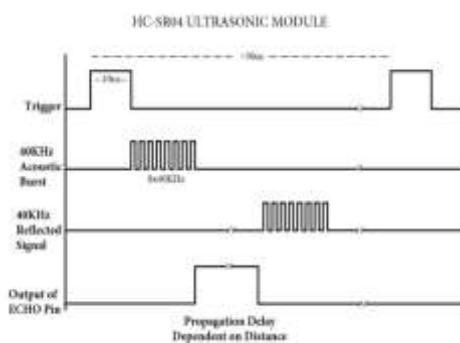 HC-SR04 ULTRASONIC MODULE
Trigger
40KHz
Acoustic
Burst
8x40KHz
40KHz
Reflected
Signal
Output of
ECHO Pin
Propagation Delay
Dependent on Distance